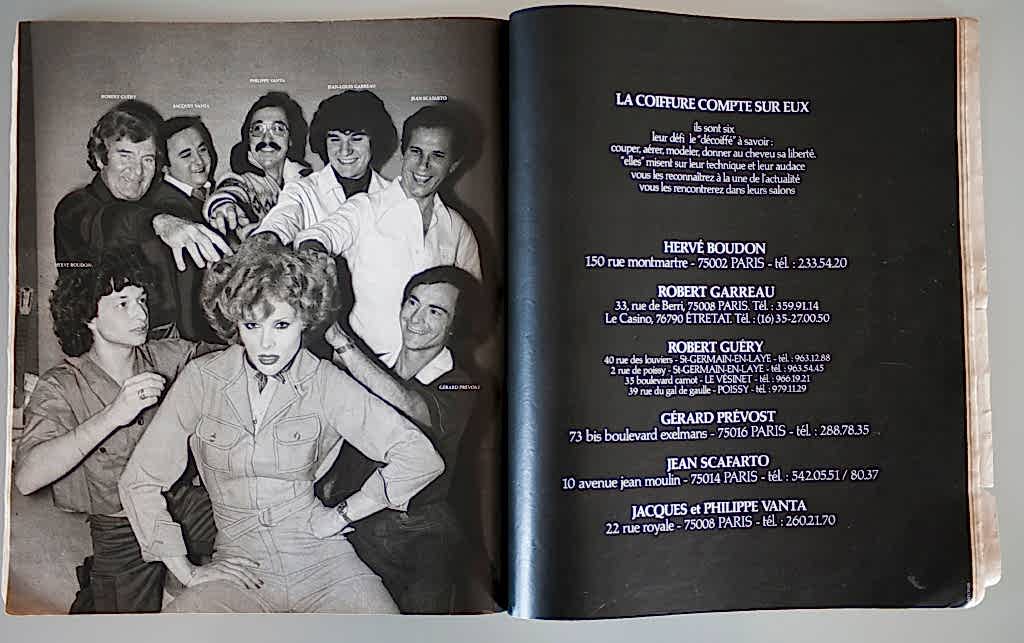 ROBERT GUÉRY
JACQUES VANTA
PHILIPPE VANTA
JEAN-LOUIS GARREAU
JEAN SCAFARTO
HERVÉ BOUDON
GÉRARD PRÉVOST
LA COIFFURE COMPTE SUR EUX
ils sont six
leur défi le "décoiffé" à savoir :
couper, aérer, modeler, donner au cheveu sa liberté.
"elles" misent sur leur technique et leur audace
vous les reconnaîtrez à la une de l'actualité
vous les rencontrerez dans leurs salons
HERVÉ BOUDON
150 rue montmartre - 75002 PARIS - tél. : 233.54.20
ROBERT GARREAU
33, rue de Berri, 75008 PARIS. Tél. : 359.91.14
Le Casino, 76790 ÉTRETAT. Tél. : (16) 35-27.00.50
ROBERT GUÉRY
40 rue des louviers - St-GERMAIN-EN-LAYE - tél. : 963.12.88
2 rue de poissy - St-GERMAIN-EN-LAYE - tél. : 963.54.45
35 boulevard carnot - LE VÉSINET - tél. : 966.19.21
39 rue du gal de gaulle - POISSY - tél. : 979.11.29
GÉRARD PRÉVOST
73 bis boulevard exelmans - 75016 PARIS - tél. : 288.78.35
JEAN SCAFARTO
10 avenue jean moulin - 75014 PARIS - tél. : 542.05.51 / 80.37
JACQUES et PHILIPPE VANTA
22 rue royale - 75008 PARIS - tél. : 260.21.70